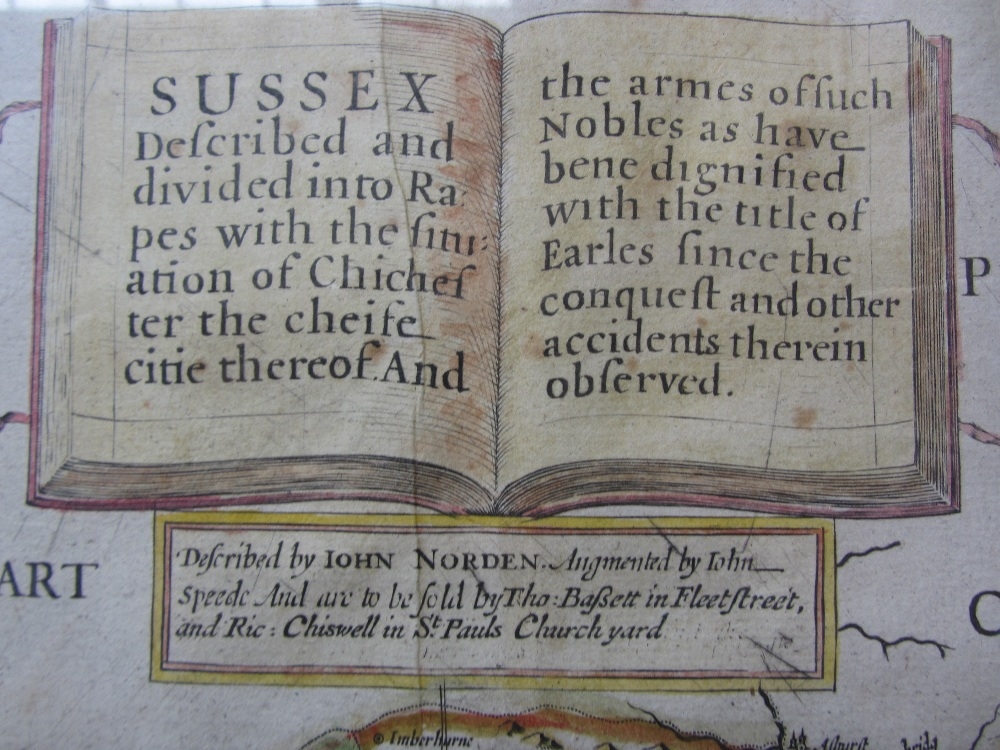 SUSSEX
Deſcribed and
divided into Ra:
pes with the ſitu:
ation of Chicheſ
ter the cheife
citie thereof. And
the armes of ſuch
Nobles as have
bene dignified
with the title of
Earles ſince the
conqueſt and other
accidents therein
obſerved.
P
ART
C
Deſcribed by IOHN NORDEN. Augmented by Iohn
Speede And are to be ſold by Tho: Baßett in Fleetſtreet,
and Ric: Chiswell in St Pauls Church yard
Imberhurne
Aſhurst